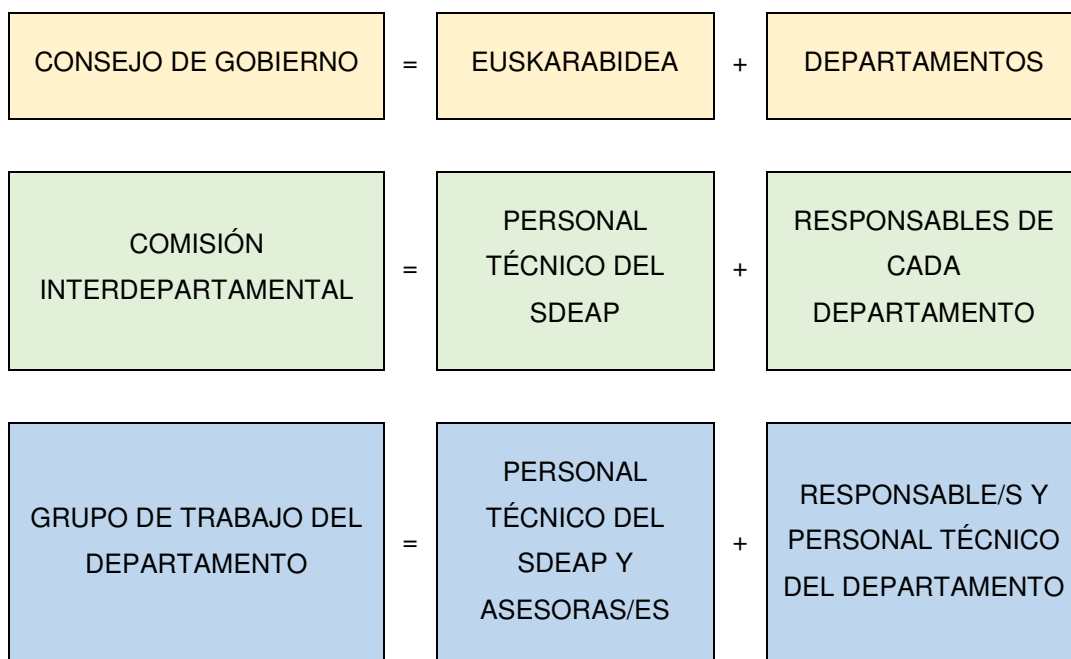 CONSEJO DE GOBIERNO = EUSKARABIDEA + DEPARTAMENTOS
COMISIÓN
INTERDEPARTAMENTAL
=
PERSONAL
TÉCNICO DEL
SDEAP
+
RESPONSABLES DE
CADA
DEPARTAMENTO
GRUPO DE TRABAJO DEL
DEPARTAMENTO
=
PERSONAL
TÉCNICO DEL
SDEAP Y
ASESORAS/ES
+
RESPONSABLE/S Y
PERSONAL TÉCNICO
DEL DEPARTAMENTO